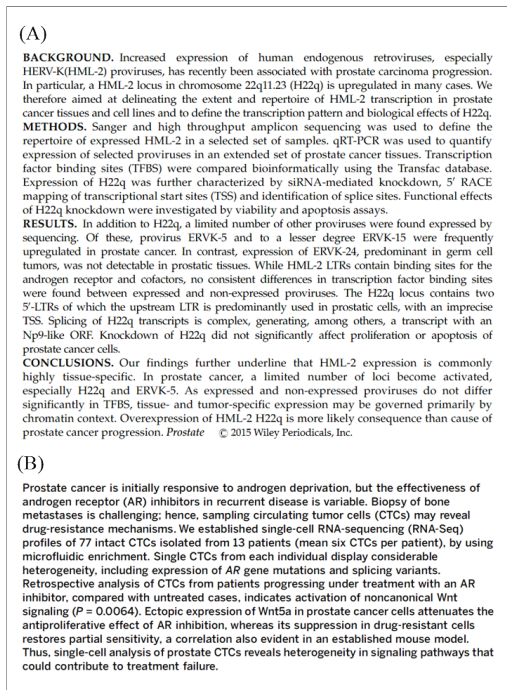 (A)
BACKGROUND. Increased expression of human endogenous retroviruses, especially
HERV-K(HML-2) proviruses, has recently been associated with prostate carcinoma progression.
In particular, a HML-2 locus in chromosome 22q11.23 (H22q) is upregulated in many cases. We
therefore aimed at delineating the extent and repertoire of HML-2 transcription in prostate
cancer tissues and cell lines and to define the transcription pattern and biological effects of H22q.
METHODS. Sanger and high throughput amplicon sequencing was used to define the
repertoire of expressed HML-2 in a selected set of samples. qRT-PCR was used to quantify
expression of selected proviruses in an extended set of prostate cancer tissues. Transcription
factor binding sites (TFBS) were compared bioinformatically using the Transfac database.
Expression of H22q was further characterized by siRNA-mediated knockdown, 5′ RACE
mapping of transcriptional start sites (TSS) and identification of splice sites. Functional effects
of H22q knockdown were investigated by viability and apoptosis assays.
RESULTS. In addition to H22q, a limited number of other proviruses were found expressed by
sequencing. Of these, provirus ERVK-5 and to a lesser degree ERVK-15 were frequently
upregulated in prostate cancer. In contrast, expression of ERVK-24, predominant in germ cell
tumors, was not detectable in prostatic tissues. While HML-2 LTRs contain binding sites for the
androgen receptor and cofactors, no consistent differences in transcription factor binding sites
were found between expressed and non-expressed proviruses. The H22q locus contains two
5′-LTRs of which the upstream LTR is predominantly used in prostatic cells, with an imprecise
TSS. Splicing of H22q transcripts is complex, generating, among others, a transcript with an
Np9-like ORF. Knockdown of H22q did not significantly affect proliferation or apoptosis of
prostate cancer cells.
CONCLUSIONS. Our findings further underline that HML-2 expression is commonly
highly tissue-specific. In prostate cancer, a limited number of loci become activated,
especially H22q and ERVK-5. As expressed and non-expressed proviruses do not differ
significantly in TFBS, tissue- and tumor-specific expression may be governed primarily by
chromatin context. Overexpression of HML-2 H22q is more likely consequence than cause of
prostate cancer progression. Prostate © 2015 Wiley Periodicals, Inc.
(B)
Prostate cancer is initially responsive to androgen deprivation, but the effectiveness of
androgen receptor (AR) inhibitors in recurrent disease is variable. Biopsy of bone
metastases is challenging; hence, sampling circulating tumor cells (CTCs) may reveal
drug-resistance mechanisms. We established single-cell RNA-sequencing (RNA-Seq)
profiles of 77 intact CTCs isolated from 13 patients (mean six CTCs per patient), by using
microfluidic enrichment. Single CTCs from each individual display considerable
heterogeneity, including expression of AR gene mutations and splicing variants.
Retrospective analysis of CTCs from patients progressing under treatment with an AR
inhibitor, compared with untreated cases, indicates activation of noncanonical Wnt
signaling (P = 0.0064). Ectopic expression of Wnt5a in prostate cancer cells attenuates the
antiproliferative effect of AR inhibition, whereas its suppression in drug-resistant cells
restores partial sensitivity, a correlation also evident in an established mouse model.
Thus, single-cell analysis of prostate CTCs reveals heterogeneity in signaling pathways that
could contribute to treatment failure.